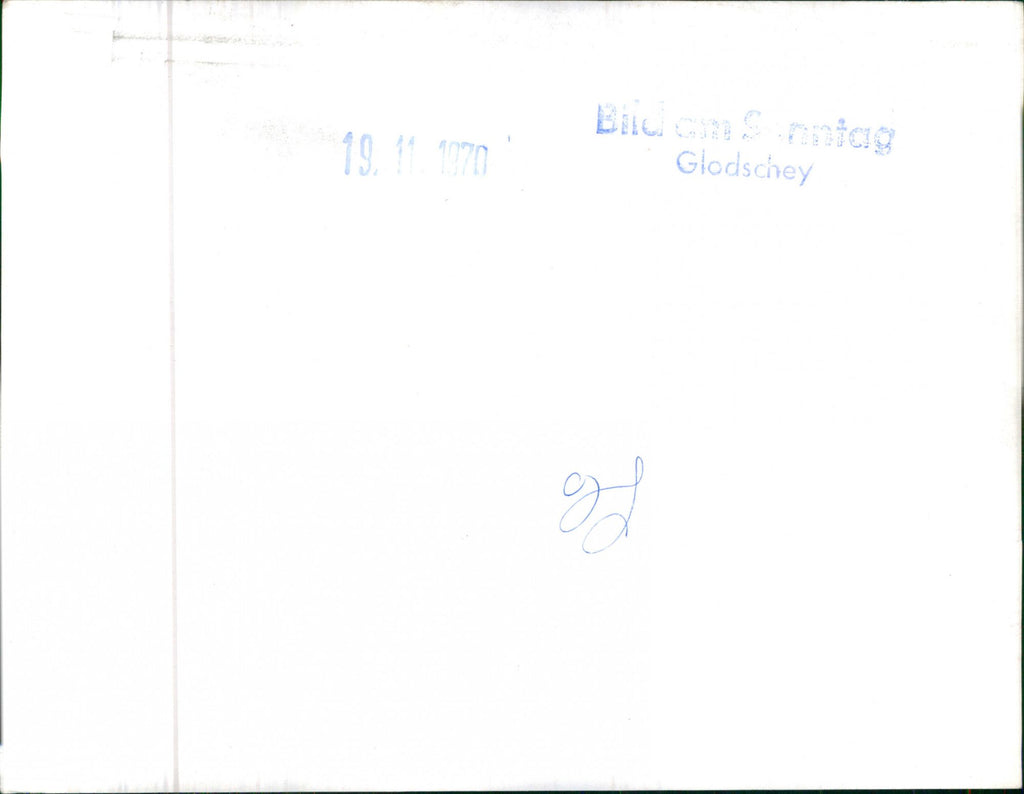 Bild am Sonntag
19. 11. 1970
Glodschey